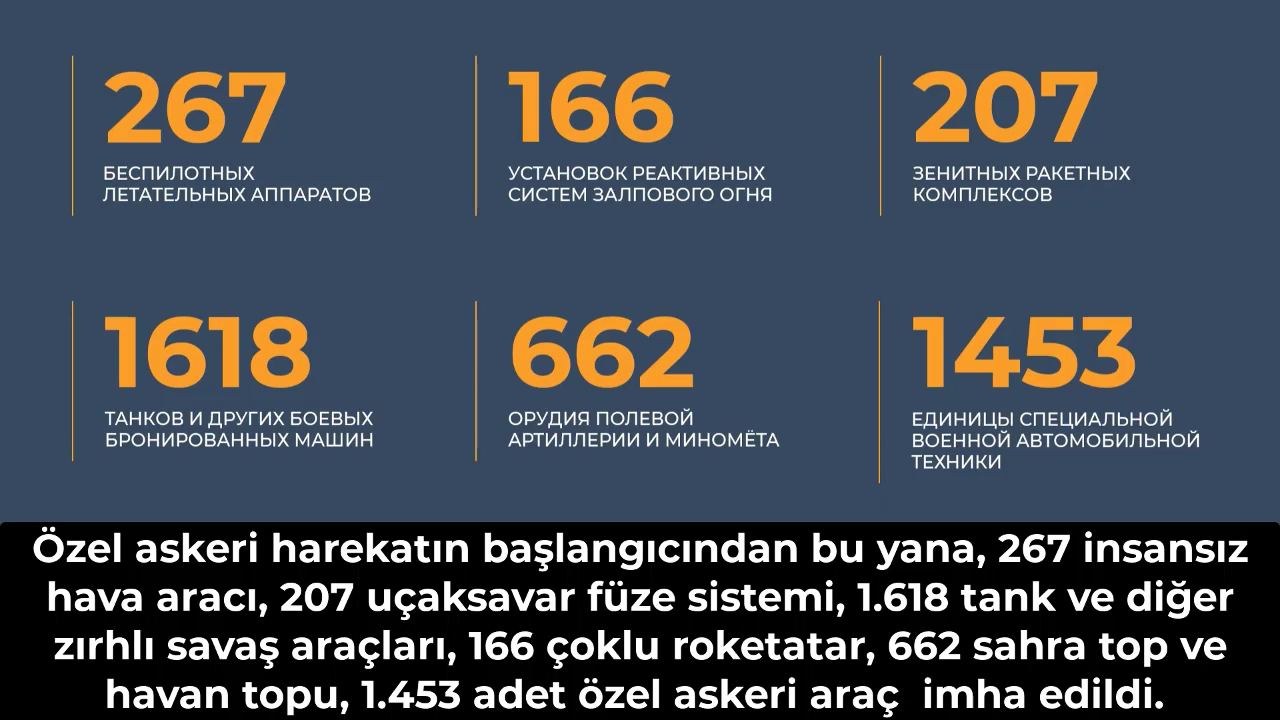 267
БЕСПИЛОТНЫХ
ЛЕТАТЕЛЬНЫХ АППАРАТОВ
166
УСТАНОВОК РЕАКТИВНЫХ
СИСТЕМ ЗАЛПОВОГО ОГНЯ
207
ЗЕНИТНЫХ РАКЕТНЫХ
КОМПЛЕКСОВ
1618
ТАНКОВ И ДРУГИХ БОЕВЫХ
БРОНИРОВАННЫХ МАШИН
662
ОРУДИЯ ПОЛЕВОЙ
АРТИЛЛЕРИИ И МИНОМЁТА
1453
ЕДИНИЦЫ СПЕЦИАЛЬНОЙ
ВОЕННОЙ АВТОМОБИЛЬНОЙ
ТЕХНИКИ
Özel askeri harekatın başlangıcından bu yana, 267 insansız
hava aracı, 207 uçaksavar füze sistemi, 1.618 tank ve diğer
zırhlı savaş araçları, 166 çoklu roketatar, 662 sahra top ve
havan topu, 1.453 adet özel askeri araç  imha edildi.